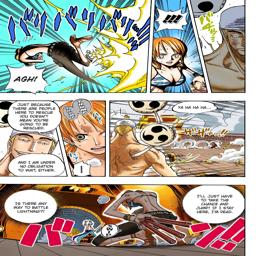 !!!
AGH!
YA HA HA HA...
JUST BECAUSE
THERE ARE PEOPLE
HERE TO RESCUE
YOU DOESN'T
MEAN YOU'RE
GOING TO BE
RESCUED.
AND I AM UNDER
NO OBLIGATION
TO WAIT, EITHER.
!
I'LL JUST HAVE
TO TAKE THE
CHANCE AND
JUMP! IF I STAY
HERE, I'M DEAD.
IS THERE ANY
WAY TO BATTLE
LIGHTNING?!